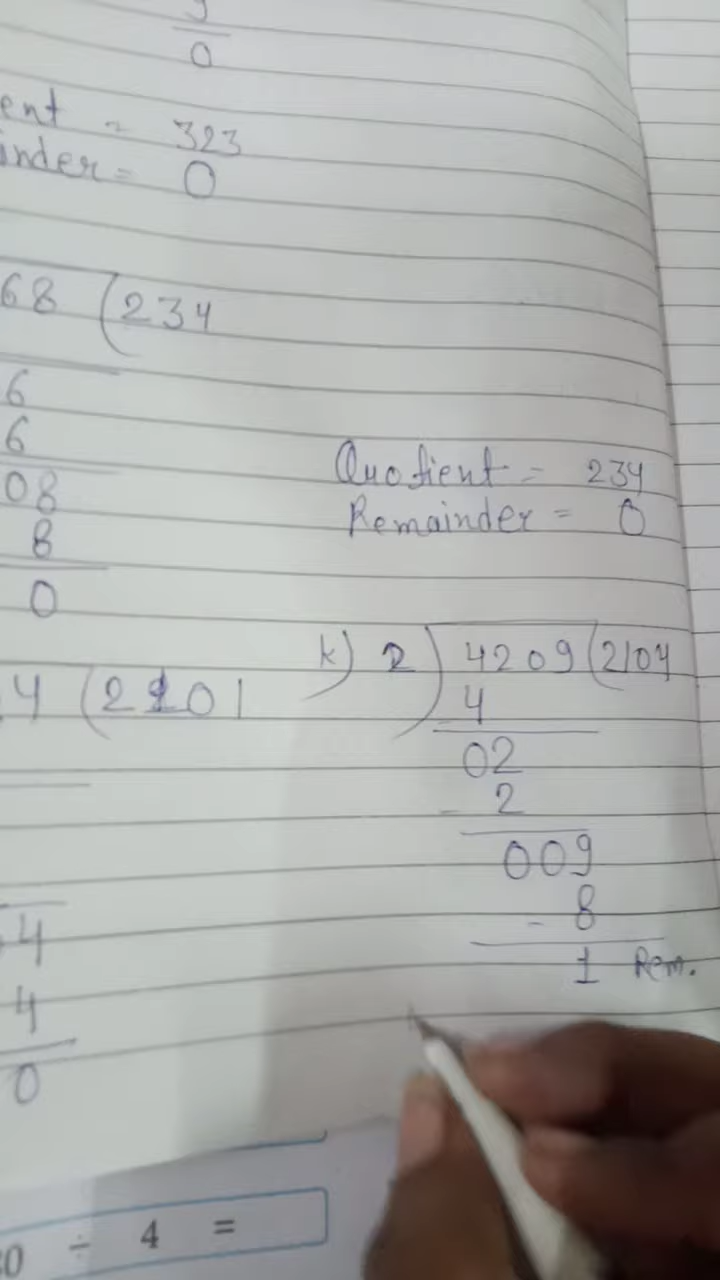 0
ent = 323
inder = 0
68 (234
6
6
08
8
0
Quotient = 234
Remainder = 0
4 (2101
4
4
0
k) 2) 4209 (2104
4
02
- 2
009
- 8
1 Rem.
0 ÷ 4 =